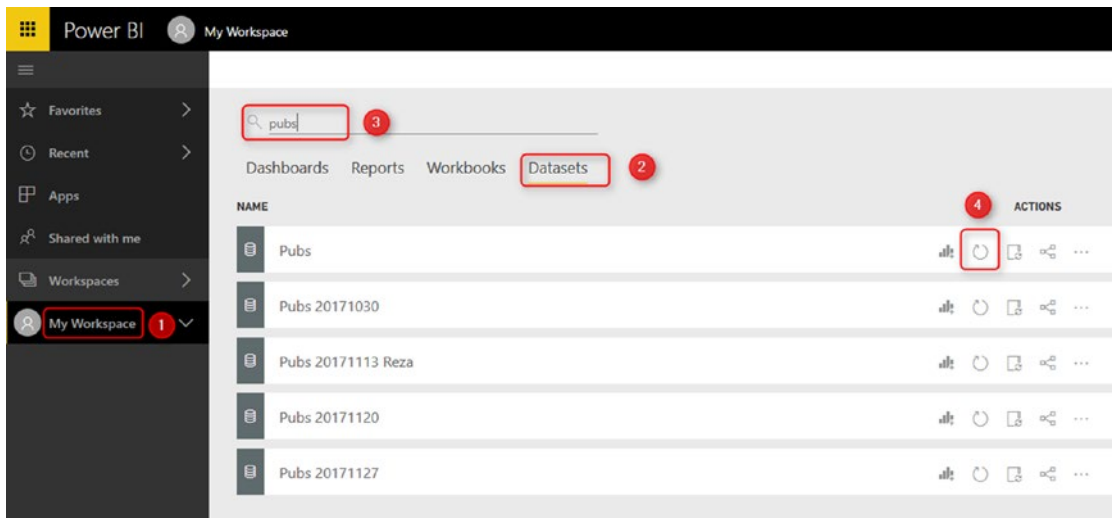 Power BI My Workspace
Favorites
Recent
Apps
Shared with me
Workspaces
My Workspace 1
pubs 3
Dashboards Reports Workbooks Datasets 2
NAME 4 ACTIONS
Pubs
Pubs 20171030
Pubs 20171113 Reza
Pubs 20171120
Pubs 20171127